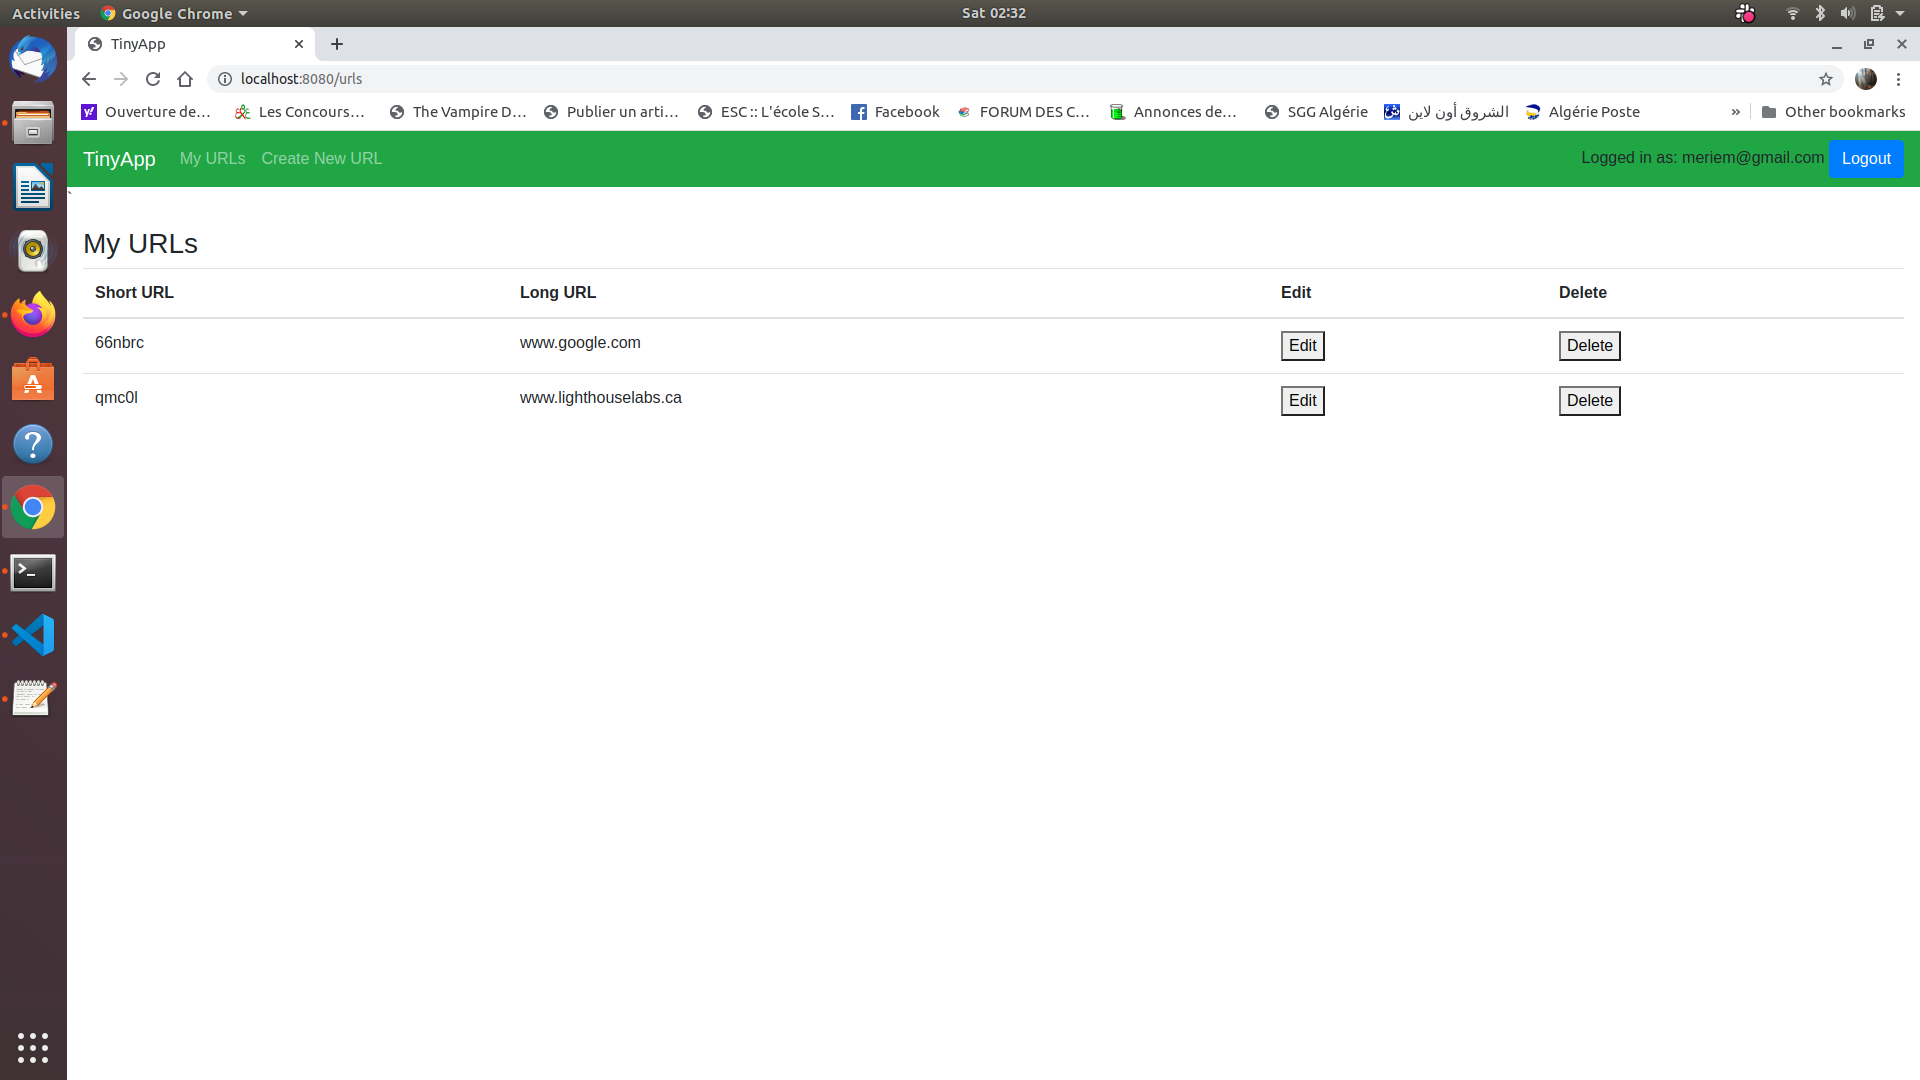 Activities Google Chrome Sat 02:32
TinyApp
localhost:8080/urls
Ouverture de... Les Concours... The Vampire D... Publier un arti... ESC :: L'école S... Facebook FORUM DES C... Annonces de... SGG Algérie الشروق أون لاين Algérie Poste » Other bookmarks
TinyApp My URLs Create New URL Logged in as: meriem@gmail.com Logout
`
My URLs
Short URL Long URL Edit Delete
66nbrc www.google.com Edit Delete
qmc0l www.lighthouselabs.ca Edit Delete